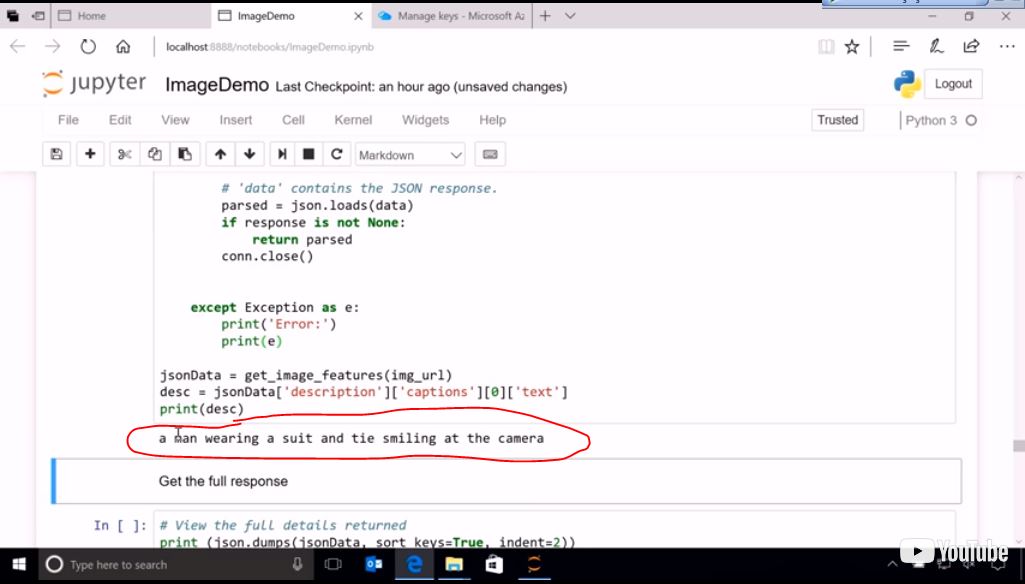 Home
ImageDemo
Manage keys - Microsoft Az
localhost:8888/notebooks/ImageDemo.ipynb
jupyter ImageDemo Last Checkpoint: an hour ago (unsaved changes)
Logout
File Edit View Insert Cell Kernel Widgets Help
Trusted
Python 3
Markdown
# 'data' contains the JSON response.
parsed = json.loads(data)
if response is not None:
return parsed
conn.close()
except Exception as e:
print('Error:')
print(e)
jsonData = get_image_features(img_url)
desc = jsonData['description']['captions'][0]['text']
print(desc)
a man wearing a suit and tie smiling at the camera
Get the full response
In [ ]: # View the full details returned
print (json.dumps(jsonData, sort_keys=True, indent=2))
Type here to search
YouTube